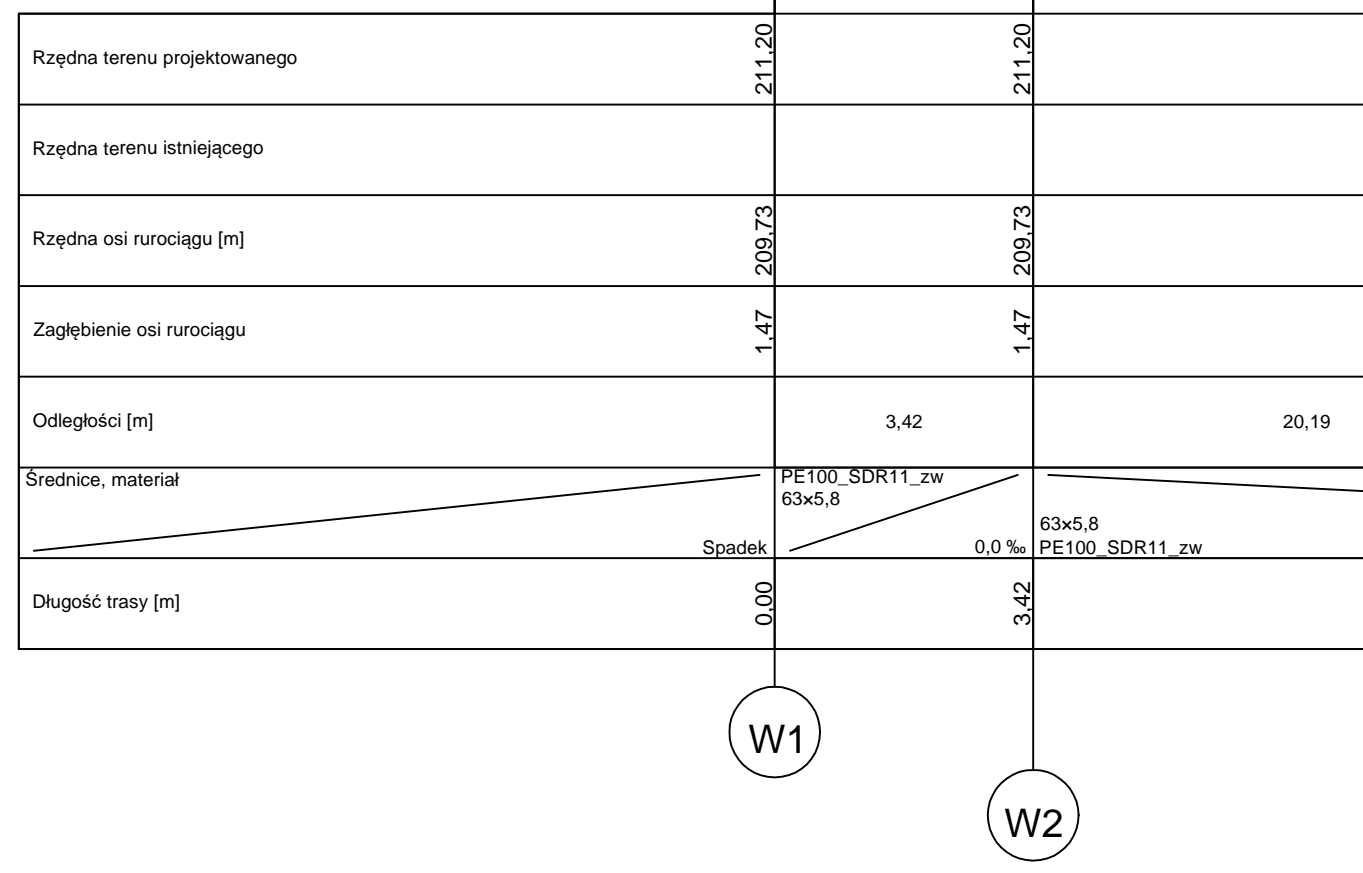 Rzędna terenu projektowanego 211,20 211,20
Rzędna terenu istniejącego
Rzędna osi rurociągu [m] 209,73 209,73
Zagłębienie osi rurociągu 1,47 1,47
Odległości [m] 3,42 20,19
Średnice, materiał PE100_SDR11_zw
63×5,8
63×5,8
Spadek 0,0 ‰ PE100_SDR11_zw
Długość trasy [m] 0,00 3,42
W1
W2